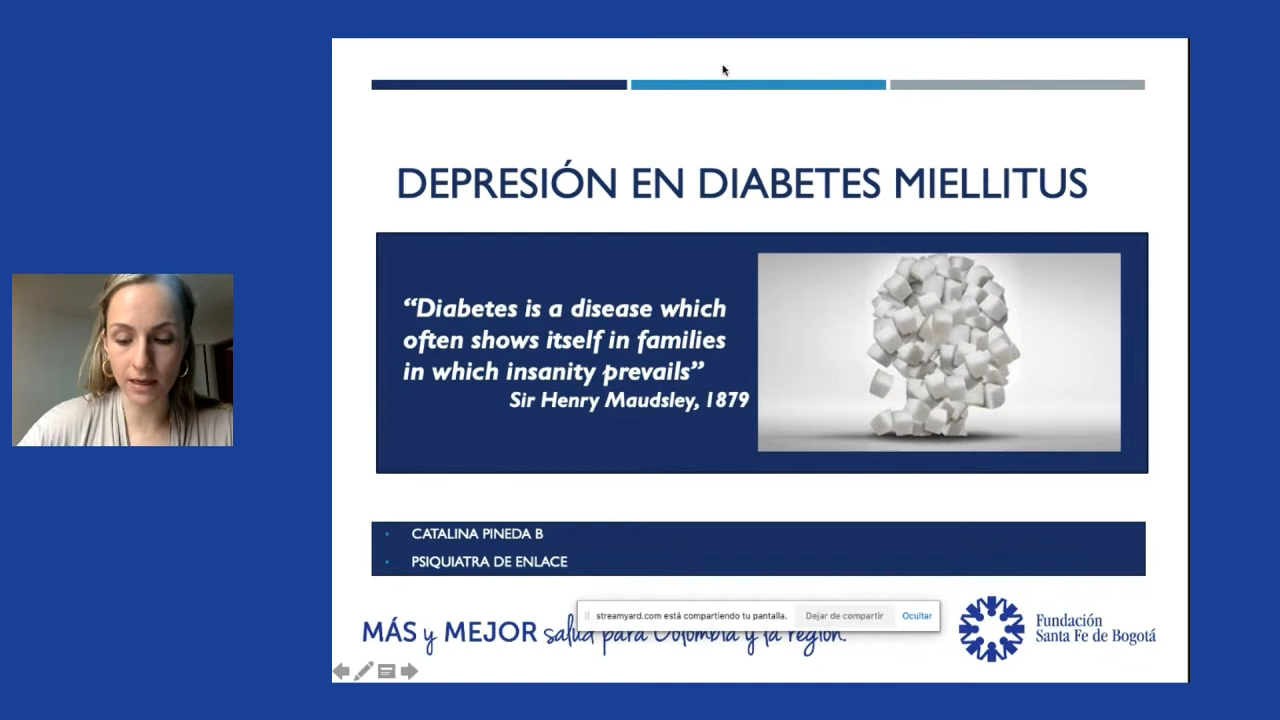 DEPRESIÓN EN DIABETES MIELLITUS
“Diabetes is a disease which
often shows itself in families
in which insanity prevails”
Sir Henry Maudsley, 1879
CATALINA PINEDA B
PSIQUIATRA DE ENLACE
streamyard.com está compartiendo tu pantalla.
Dejar de compartir
Ocultar
MÁS y MEJOR salud para Colombia y la región.
Fundación
Santa Fe de Bogotá